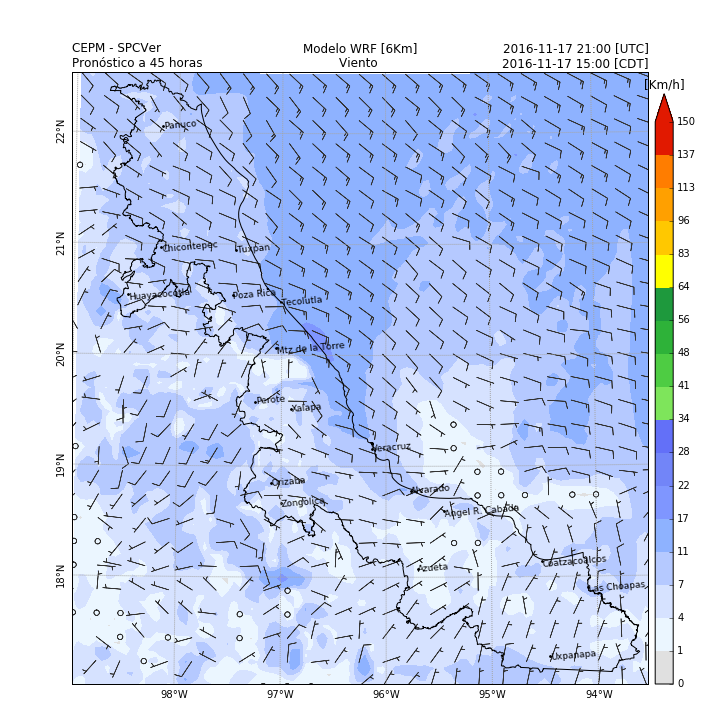 CEPM - SPCVer Modelo WRF [6Km] 2016-11-17 21:00 [UTC]
Pronóstico a 45 horas Viento 2016-11-17 15:00 [CDT]
[Km/h]
150
137
113
96
83
64
56
48
41
34
28
22
17
11
7
4
1
0
22°N
21°N
20°N
19°N
18°N
Panuco
Chicontepec
Tuxpan
Huayacocotla
Poza Rica
Tecolutla
Mtz de la Torre
Perote
Xalapa
Veracruz
Orizaba
Alvarado
Zongolica
Angel R. Cabada
Azueta
Coatzacoalcos
Las Choapas
Uxpanapa
98°W 97°W 96°W 95°W 94°W